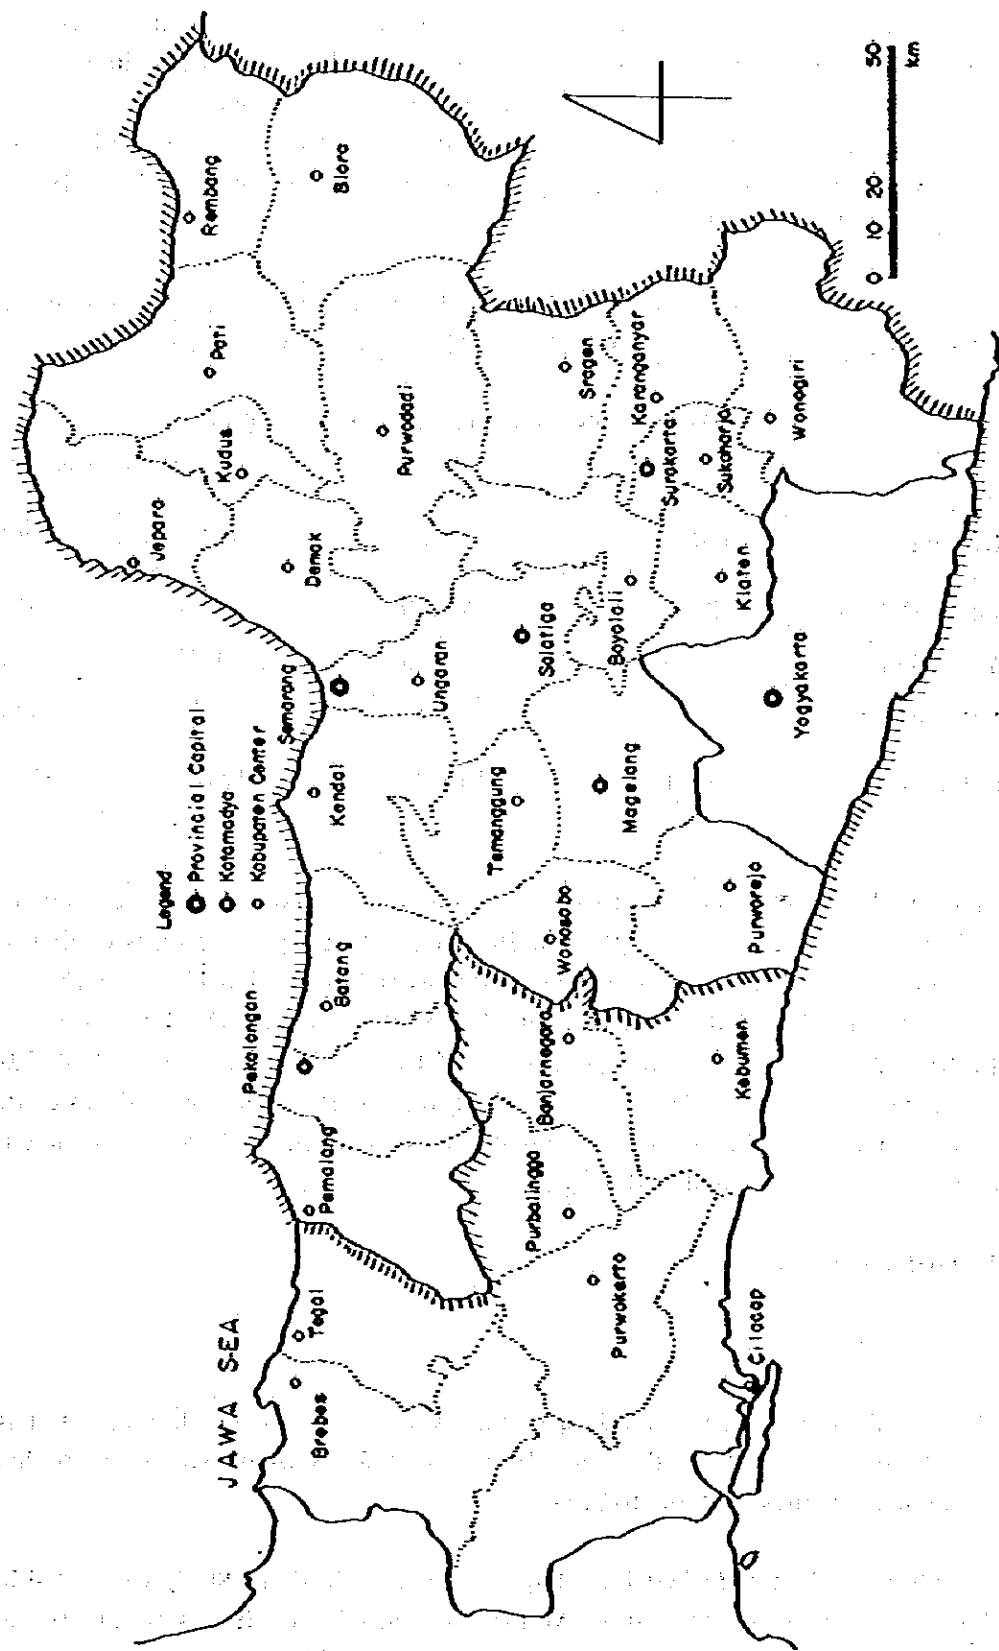 JAWA SEA
Legend
Provincial Capital
Kotamadya
Kabupaten Center
Brebes
Tegal
Pemalang
Pekalongan
Batang
Kendal
Semarang
Ungaran
Demak
Jepara
Kudus
Pati
Rembang
Blora
Purwodadi
Purwokerto
Purbalingga
Banjarnegara
Wonosobo
Temanggung
Magelang
Salatiga
Boyolali
Sragen
Karanganyar
Surakarta
Sukoharjo
Klaten
Wonogiri
Cilacap
Kebumen
Purworejo
Yogyakarta
0 10 20 50
km